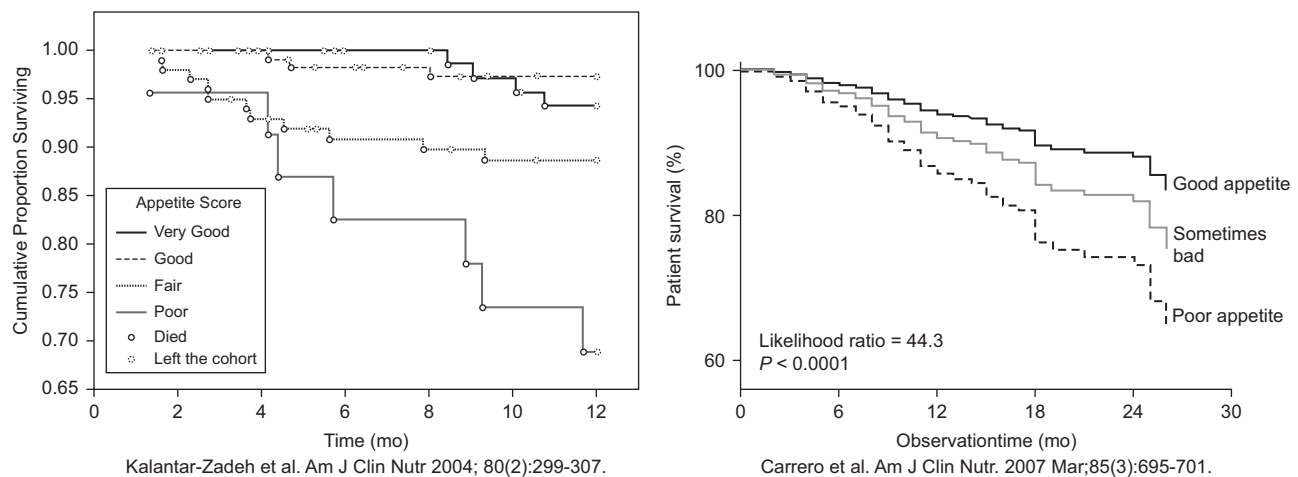 Cumulative Proportion Surviving
1.00
0.95
0.90
0.85
0.80
0.75
0.70
0.65
Appetite Score
Very Good
Good
Fair
Poor
Died
Left the cohort
0 2 4 6 8 10 12
Time (mo)
Kalantar-Zadeh et al. Am J Clin Nutr 2004; 80(2):299-307.
Patient survival (%)
100
80
60
Good appetite
Sometimes
bad
Poor appetite
Likelihood ratio = 44.3
P < 0.0001
0 6 12 18 24 30
Observationtime (mo)
Carrero et al. Am J Clin Nutr. 2007 Mar;85(3):695-701.